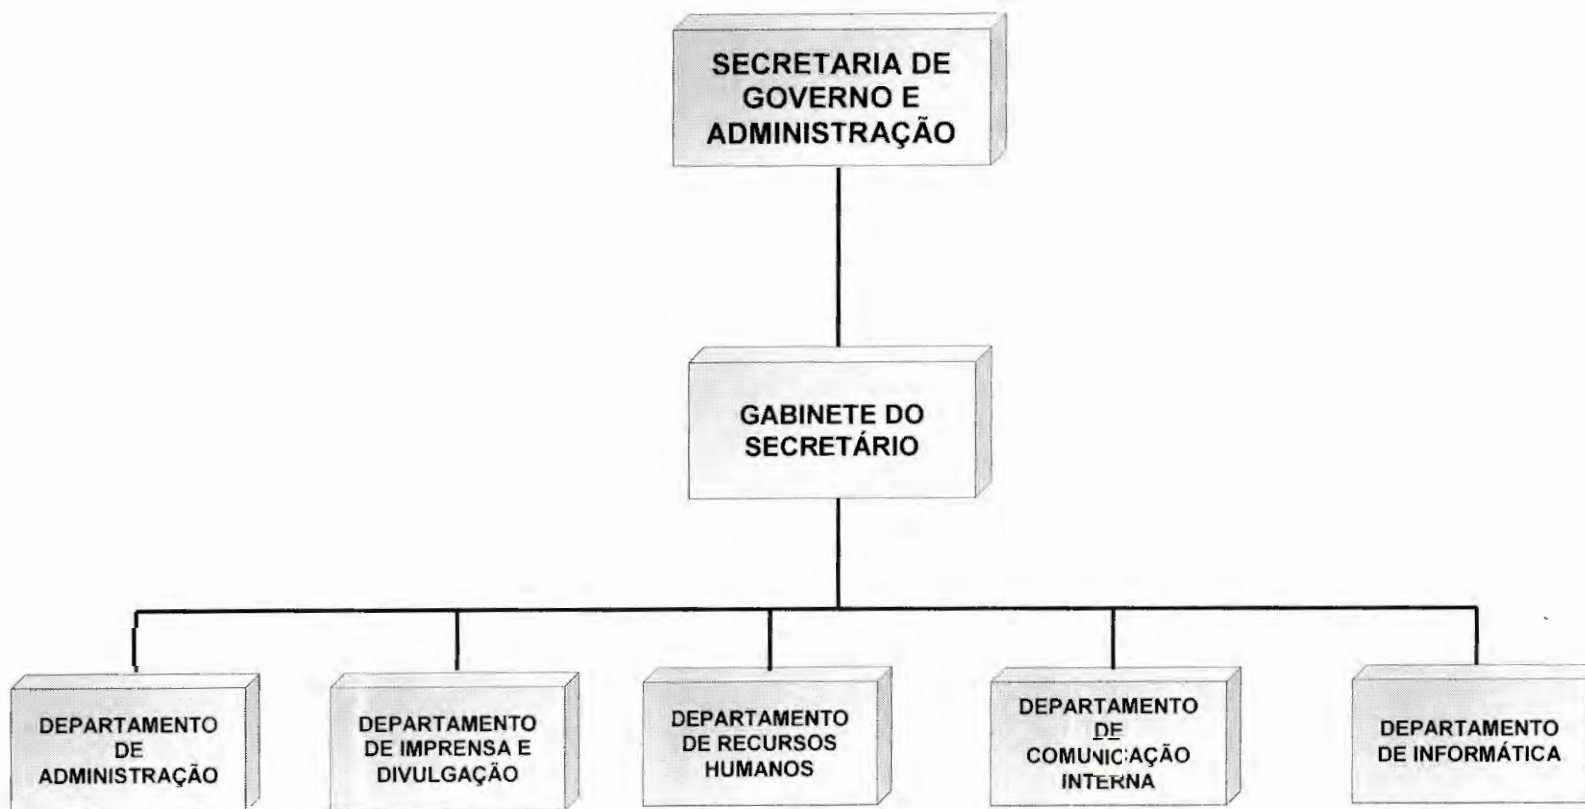 SECRETARIA DE
GOVERNO E
ADMINISTRAÇÃO
GABINETE DO
SECRETÁRIO
DEPARTAMENTO
DE
ADMINISTRAÇÃO
DEPARTAMENTO
DE IMPRENSA E
DIVULGAÇÃO
DEPARTAMENTO
DE RECURSOS
HUMANOS
DEPARTAMENTO
DE
COMUNICAÇÃO
INTERNA
DEPARTAMENTO
DE INFORMÁTICA